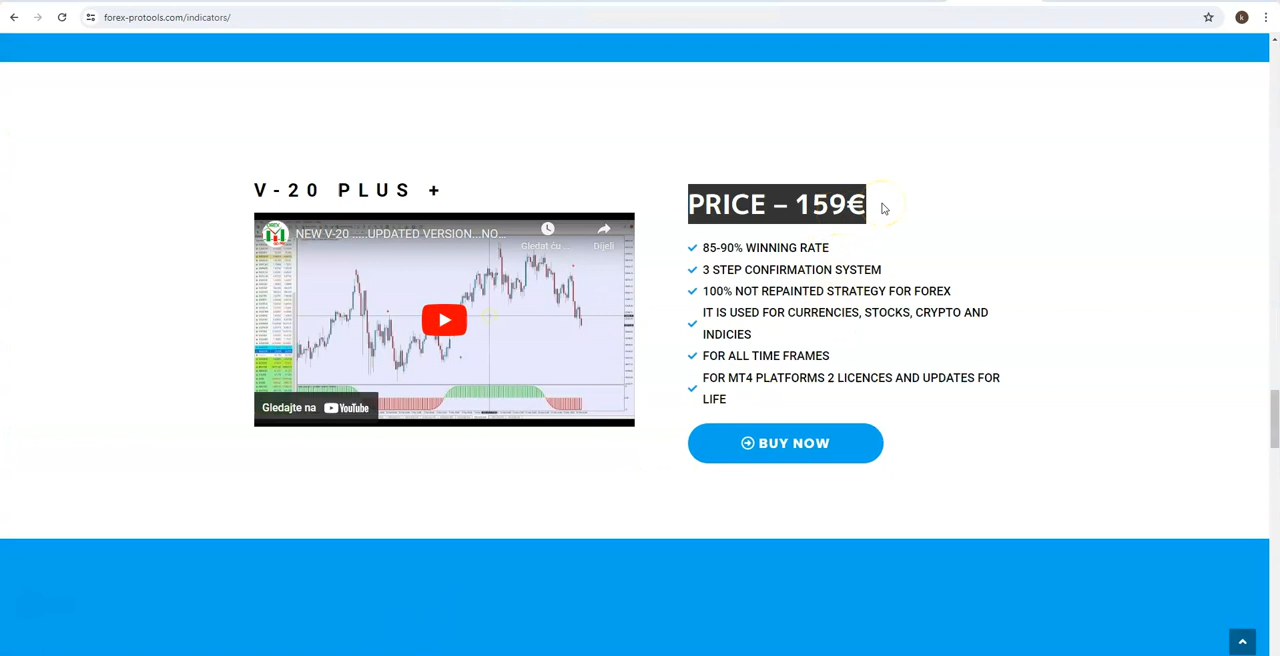 forex-protools.com/indicators/
k
V-20 PLUS +
NEW V-20 .....UPDATED VERSION...NO...
Gledat ću ...
Dijeli
Gledajte na YouTube
PRICE – 159€
85-90% WINNING RATE
3 STEP CONFIRMATION SYSTEM
100% NOT REPAINTED STRATEGY FOR FOREX
IT IS USED FOR CURRENCIES, STOCKS, CRYPTO AND
INDICIES
FOR ALL TIME FRAMES
FOR MT4 PLATFORMS 2 LICENCES AND UPDATES FOR
LIFE
BUY NOW